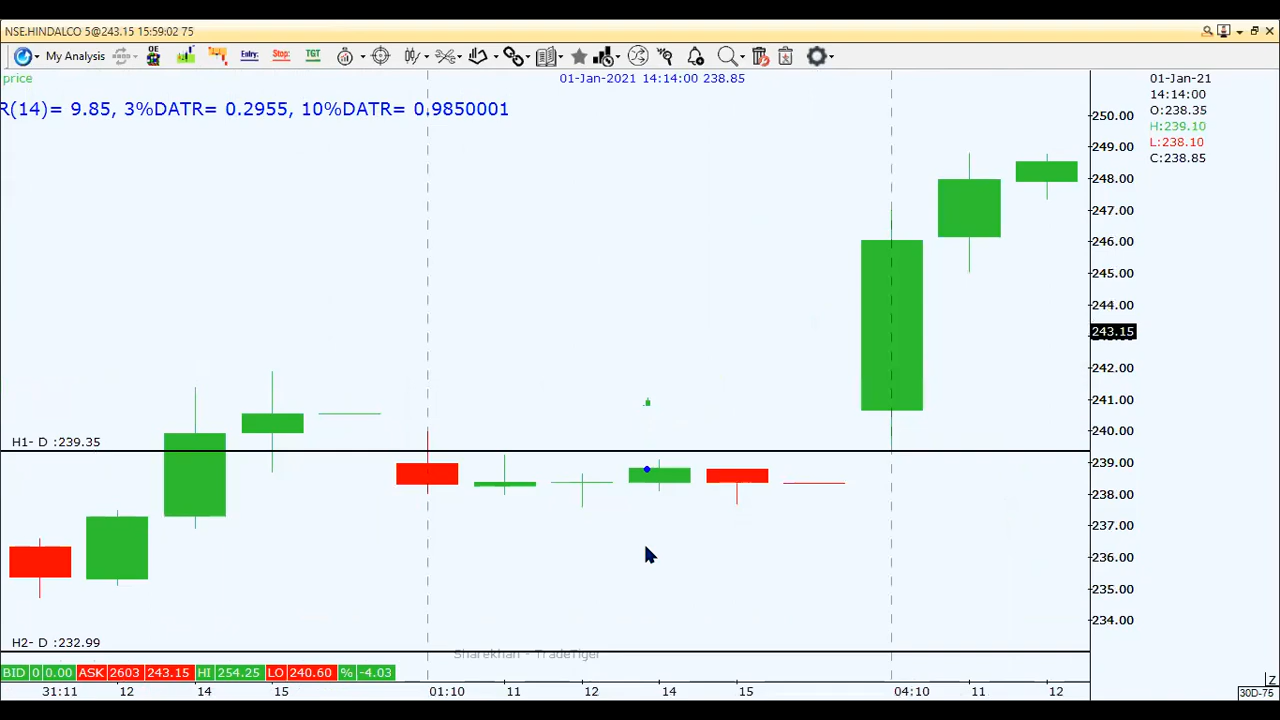 NSE.HINDALCO 5@243.15 15:59:02 75
My Analysis
OE
Entry:
Stop:
TGT
price
01-Jan-2021 14:14:00 238.85
R(14)= 9.85, 3%DATR= 0.2955, 10%DATR= 0.9850001
01-Jan-21
14:14:00
O:238.35
H:239.10
L:238.10
C:238.85
250.00
249.00
248.00
247.00
246.00
245.00
244.00
243.15
242.00
241.00
240.00
239.00
238.00
237.00
236.00
235.00
234.00
H1- D :239.35
H2- D :232.99
Sharekhan - TradeTiger
BID 0 0.00 ASK 2603 243.15 HI 254.25 LO 240.60 % -4.03
31:11 12 14 15 01:10 11 12 14 15 04:10 11 12
Z
30D-75